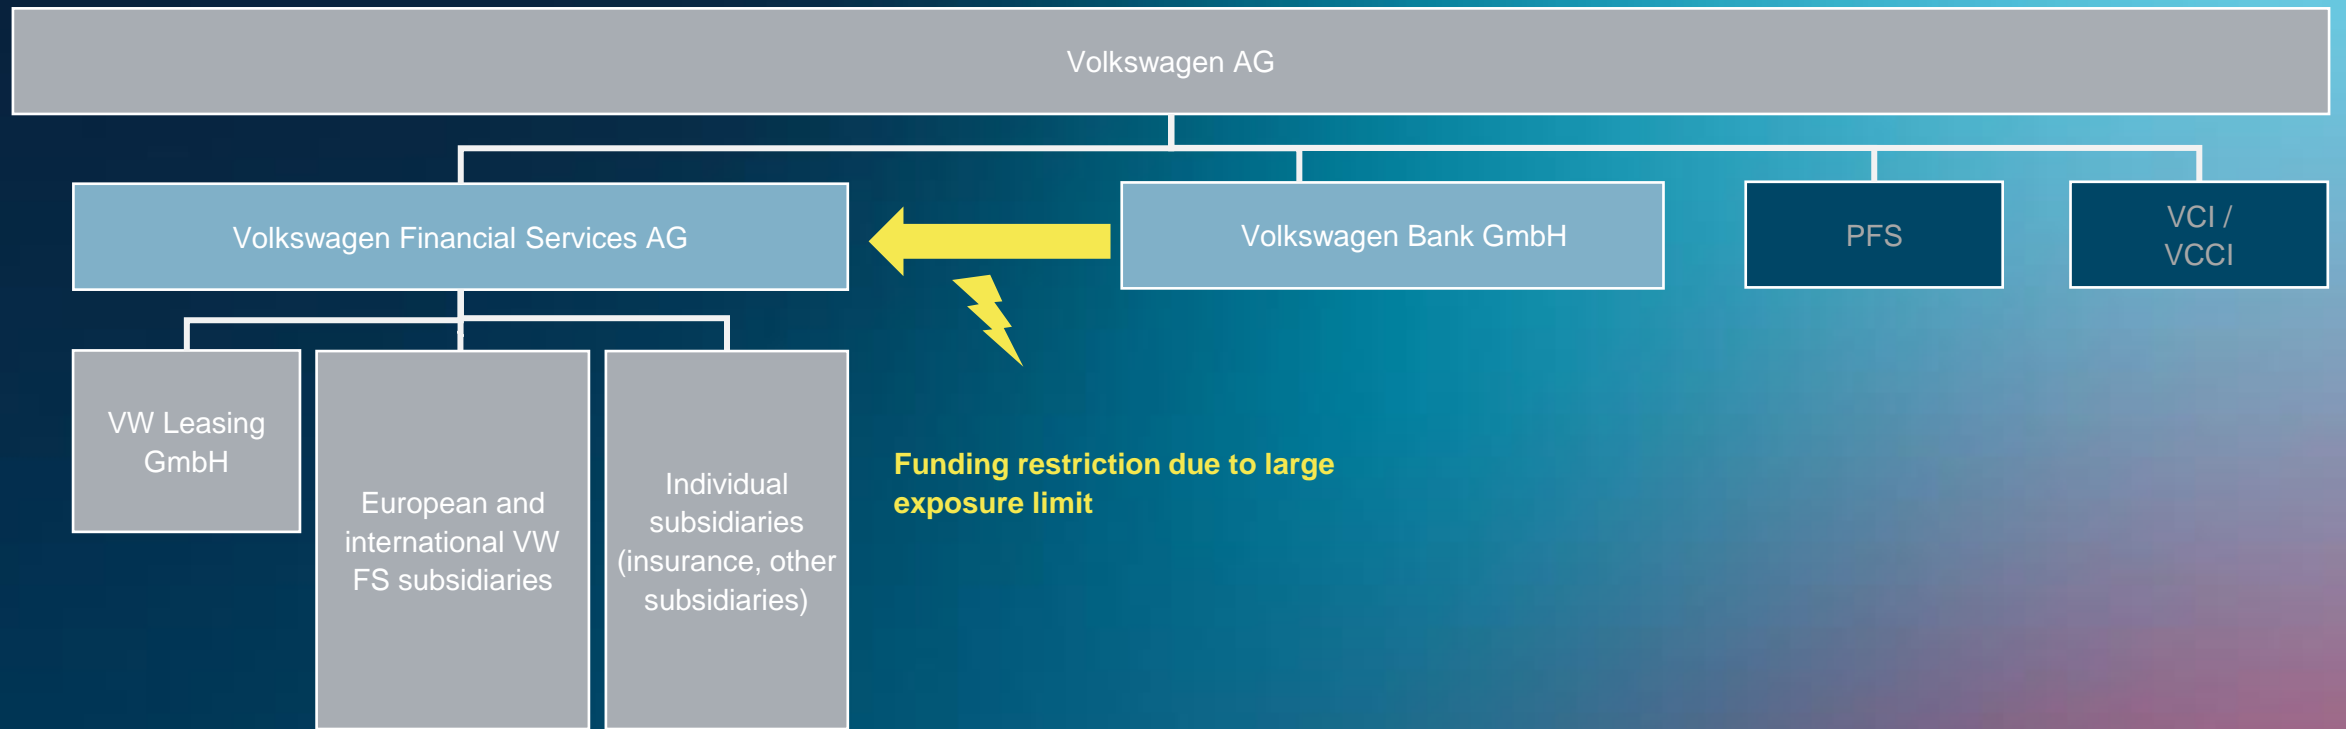 Volkswagen AG
Volkswagen Financial Services AG
Volkswagen Bank GmbH
PFS
VCI /
VCCI
VW Leasing
GmbH
European and
international VW
FS subsidiaries
Individual
subsidiaries
(insurance, other
subsidiaries)
Funding restriction due to large
exposure limit